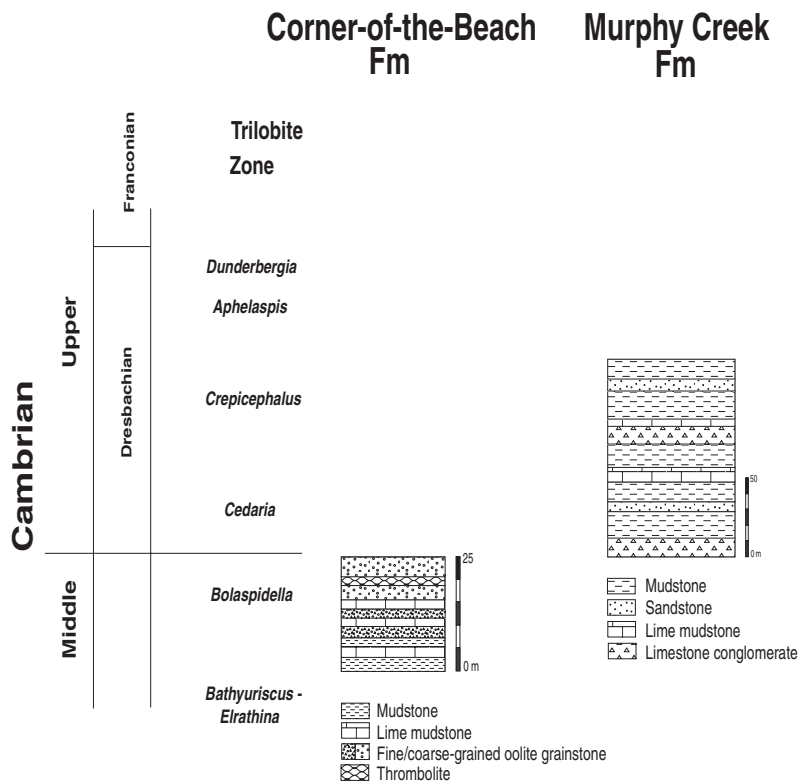 Corner-of-the-Beach
Fm
Murphy Creek
Fm
Trilobite
Zone
Cambrian
Upper
Middle
Franconian
Dresbachian
Dunderbergia
Aphelaspis
Crepicephalus
Cedaria
Bolaspidella
Bathyuriscus -
Elrathina
25
0 m
50
0 m
Mudstone
Lime mudstone
Fine/coarse-grained oolite grainstone
Thrombolite
Mudstone
Sandstone
Lime mudstone
Limestone conglomerate